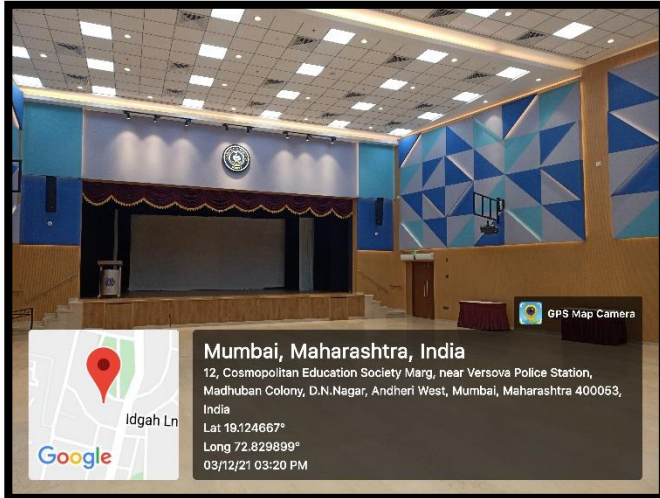 GPS Map Camera
Mumbai, Maharashtra, India
12, Cosmopolitan Education Society Marg, near Versova Police Station,
Madhuban Colony, D.N.Nagar, Andheri West, Mumbai, Maharashtra 400053,
India
Lat 19.124667°
Long 72.829899°
03/12/21 03:20 PM
Idgah Ln
Google